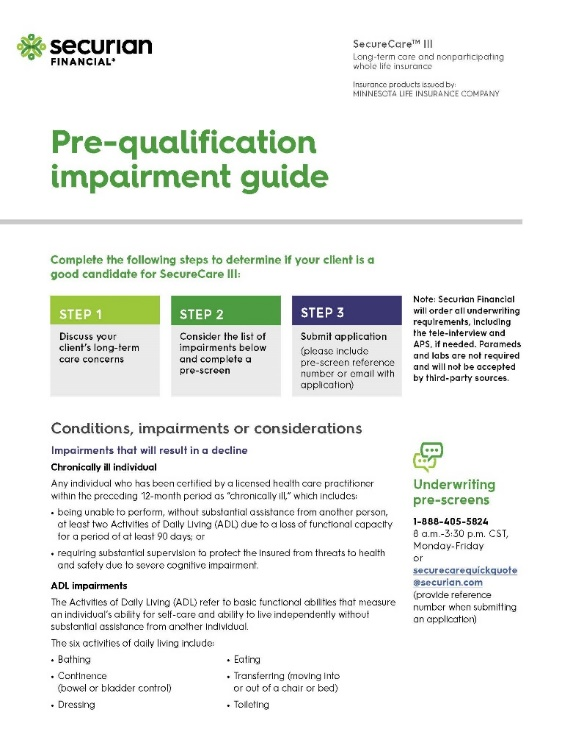 securian
FINANCIAL®
SecureCare™ III
Long-term care and nonparticipating
whole life insurance
Insurance products issued by:
MINNESOTA LIFE INSURANCE COMPANY
Pre-qualification
impairment guide
Complete the following steps to determine if your client is a
good candidate for SecureCare III:
STEP 1
Discuss your
client's long-term
care concerns
STEP 2
Consider the list of
impairments below
and complete a
pre-screen
STEP 3
Submit application
(please include
pre-screen reference
number or email with
application)
Note: Securian Financial
will order all underwriting
requirements, including
the tele-interview and
APS, if needed. Parameds
and labs are not required
and will not be accepted
by third-party sources.
Conditions, impairments or considerations
Impairments that will result in a decline
Chronically ill individual
Any individual who has been certified by a licensed health care practitioner
within the preceding 12-month period as "chronically ill," which includes:
• being unable to perform, without substantial assistance from another person,
at least two Activities of Daily Living (ADL) due to a loss of functional capacity
for a period of at least 90 days; or
• requiring substantial supervision to protect the insured from threats to health
and safety due to severe cognitive impairment.
ADL impairments
The Activities of Daily Living (ADL) refer to basic functional abilities that measure
an individual's ability for self-care and ability to live independently without
substantial assistance from another individual.
The six activities of daily living include:
• Bathing
• Continence
(bowel or bladder control)
• Dressing
• Eating
• Transferring (moving into
or out of a chair or bed)
• Toileting
Underwriting
pre-screens
1-888-405-5824
8 a.m.-3:30 p.m. CST,
Monday-Friday
or
securecarequickquote
@securian.com
(provide reference
number when submitting
an application)